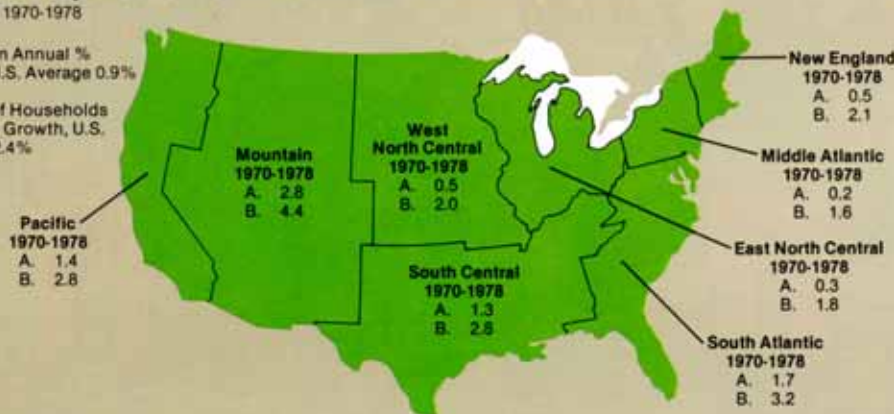 1970-1978
n Annual %
.S. Average 0.9%
f Households
Growth, U.S.
.4%
Pacific
1970-1978
A. 1.4
B. 2.8
Mountain
1970-1978
A. 2.8
B. 4.4
West
North Central
1970-1978
A. 0.5
B. 2.0
South Central
1970-1978
A. 1.3
B. 2.8
New England
1970-1978
A. 0.5
B. 2.1
Middle Atlantic
1970-1978
A. 0.2
B. 1.6
East North Central
1970-1978
A. 0.3
B. 1.8
South Atlantic
1970-1978
A. 1.7
B. 3.2